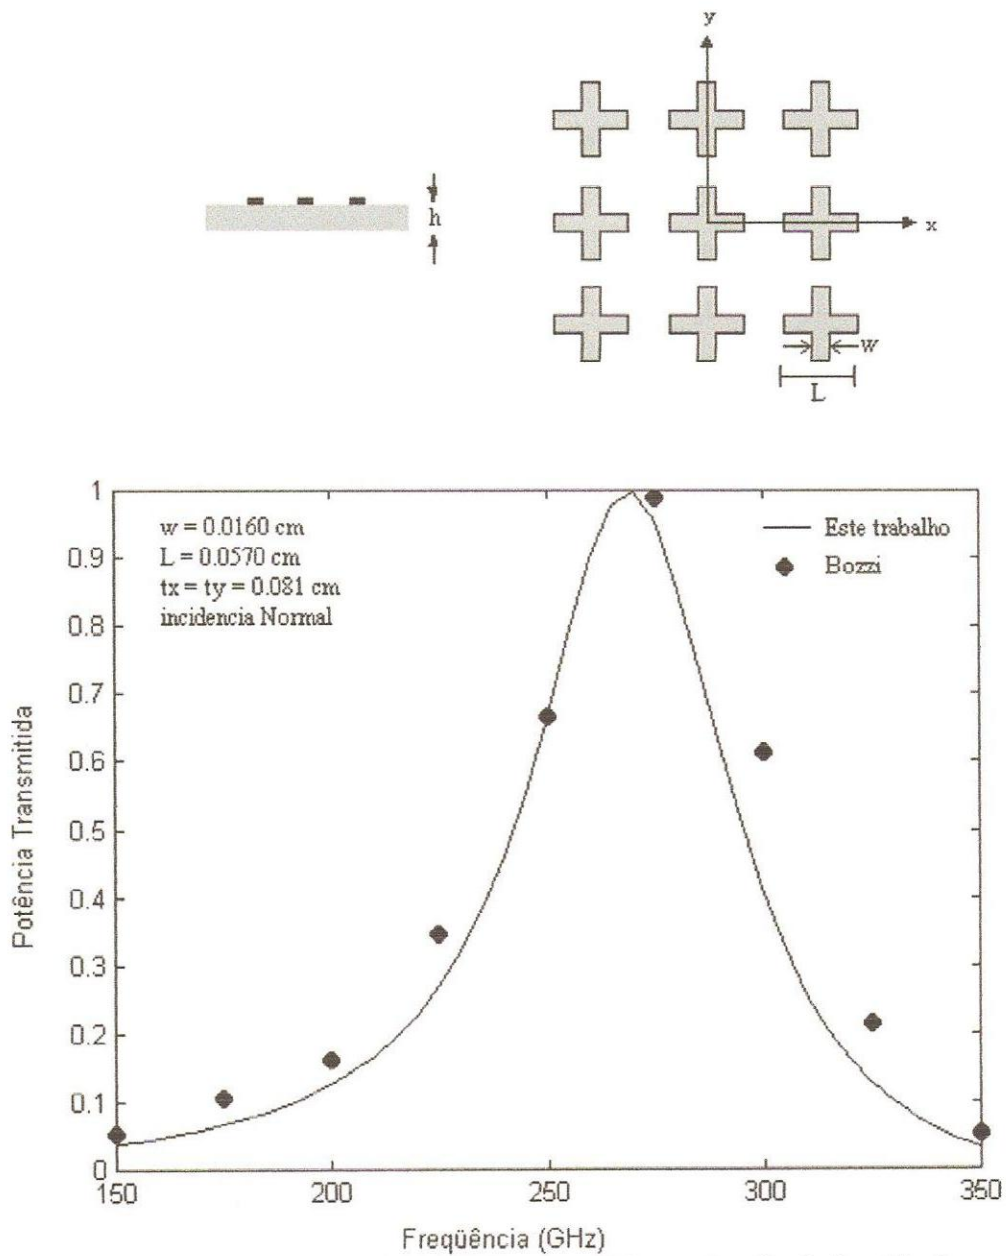 y
h
x
w
L
1
w = 0.0160 cm
L = 0.0570 cm
tx = ty = 0.081 cm
incidencia Normal
Este trabalho
Bozzi
0.9
0.8
0.7
0.6
0.5
0.4
0.3
0.2
0.1
0
Potência Transmitida
150
200
250
300
350
Freqüência (GHz)